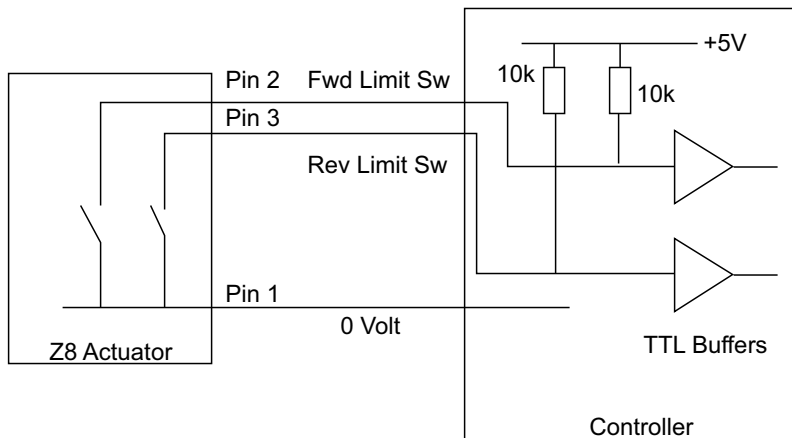 +5V
10k
10k
Pin 2
Fwd Limit Sw
Pin 3
Rev Limit Sw
Pin 1
0 Volt
Z8 Actuator
TTL Buffers
Controller